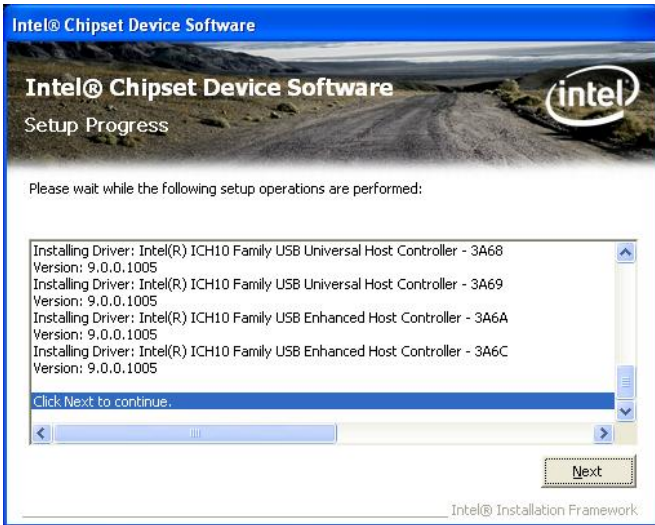 Intel® Chipset Device Software
Intel® Chipset Device Software
intel
Setup Progress
Please wait while the following setup operations are performed:
Installing Driver: Intel(R) ICH10 Family USB Universal Host Controller - 3A68
Version: 9.0.0.1005
Installing Driver: Intel(R) ICH10 Family USB Universal Host Controller - 3A69
Version: 9.0.0.1005
Installing Driver: Intel(R) ICH10 Family USB Enhanced Host Controller - 3A6A
Version: 9.0.0.1005
Installing Driver: Intel(R) ICH10 Family USB Enhanced Host Controller - 3A6C
Version: 9.0.0.1005
Click Next to continue.
Next
Intel® Installation Framework